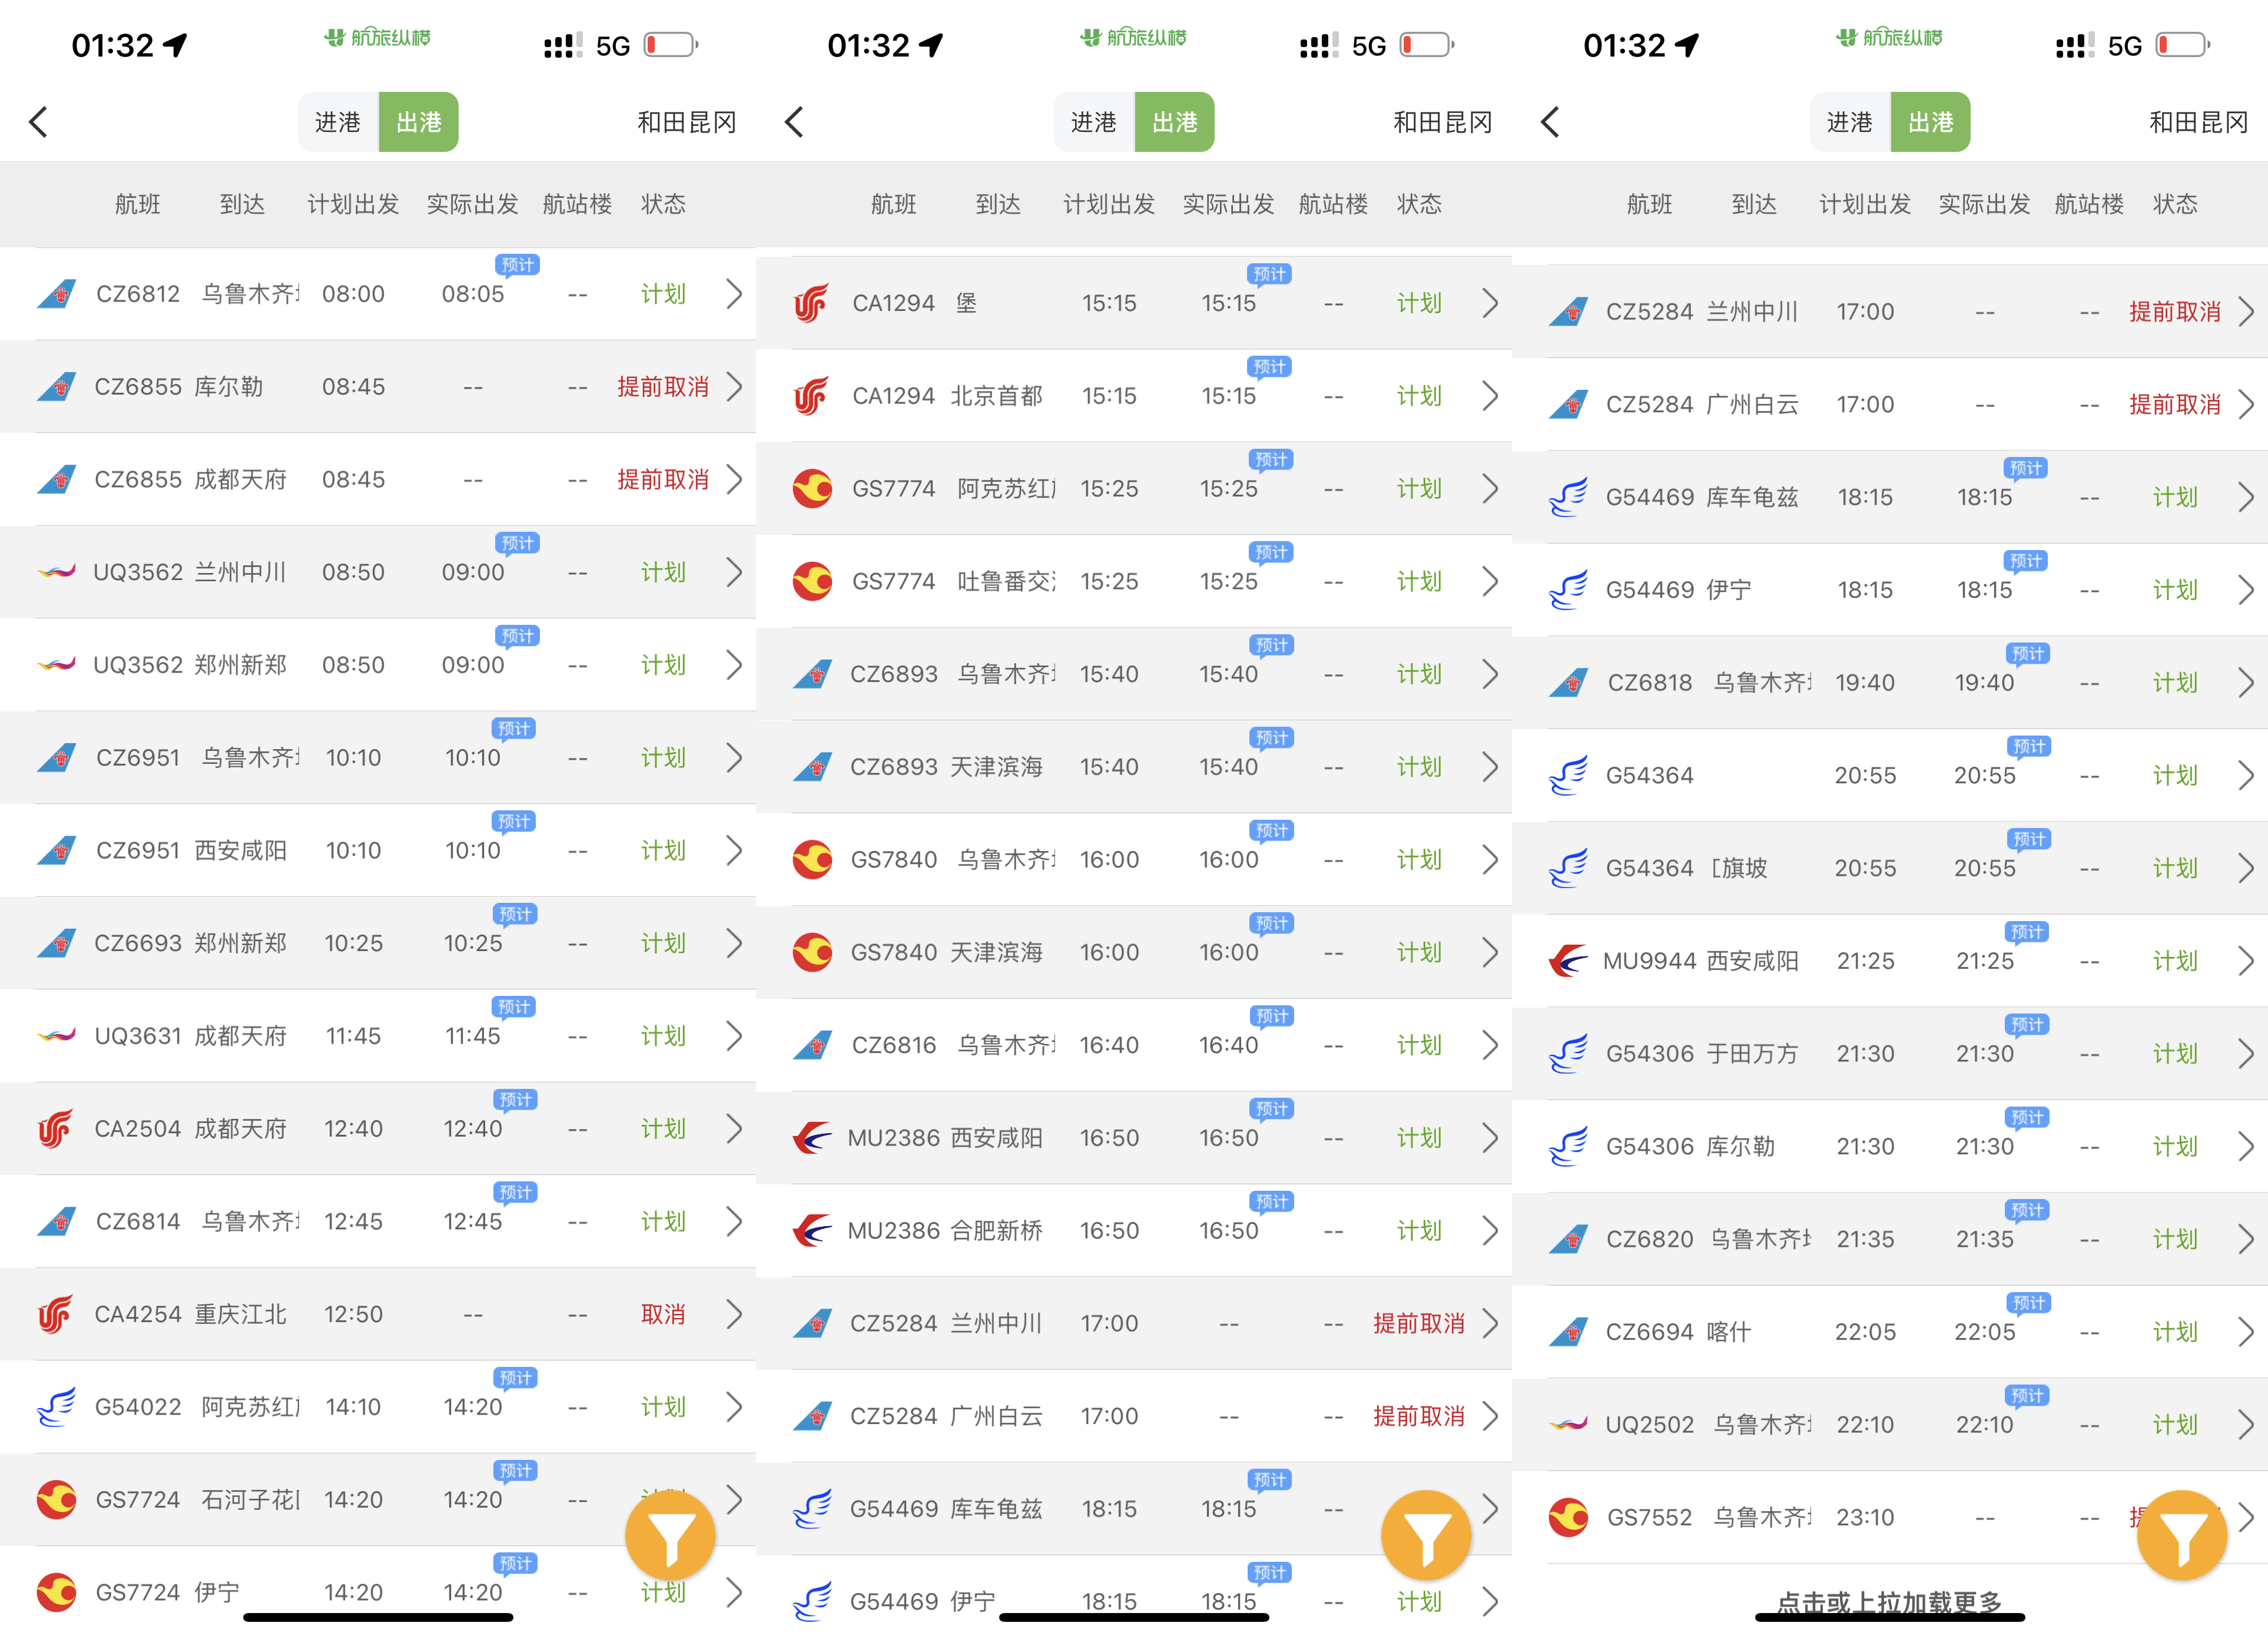 01:32 航旅纵横 5G
进港 出港 和田昆冈
航班 到达 计划出发 实际出发 航站楼 状态
预计
CZ6812 乌鲁木齐 08:00 08:05 -- 计划
CZ6855 库尔勒 08:45 -- -- 提前取消
CZ6855 成都天府 08:45 -- -- 提前取消
预计
UQ3562 兰州中川 08:50 09:00 -- 计划
预计
UQ3562 郑州新郑 08:50 09:00 -- 计划
预计
CZ6951 乌鲁木齐 10:10 10:10 -- 计划
预计
CZ6951 西安咸阳 10:10 10:10 -- 计划
预计
CZ6693 郑州新郑 10:25 10:25 -- 计划
预计
UQ3631 成都天府 11:45 11:45 -- 计划
预计
CA2504 成都天府 12:40 12:40 -- 计划
预计
CZ6814 乌鲁木齐 12:45 12:45 -- 计划
CA4254 重庆江北 12:50 -- -- 取消
预计
G54022 阿克苏红 14:10 14:20 -- 计划
预计
GS7724 石河子花 14:20 14:20 --
预计
GS7724 伊宁 14:20 14:20 -- 计划
01:32 航旅纵横 5G
进港 出港 和田昆冈
航班 到达 计划出发 实际出发 航站楼 状态
预计
CA1294 堡 15:15 15:15 -- 计划
预计
CA1294 北京首都 15:15 15:15 -- 计划
预计
GS7774 阿克苏红 15:25 15:25 -- 计划
预计
GS7774 吐鲁番交 15:25 15:25 -- 计划
预计
CZ6893 乌鲁木齐 15:40 15:40 -- 计划
预计
CZ6893 天津滨海 15:40 15:40 -- 计划
预计
GS7840 乌鲁木齐 16:00 16:00 -- 计划
预计
GS7840 天津滨海 16:00 16:00 -- 计划
预计
CZ6816 乌鲁木齐 16:40 16:40 -- 计划
预计
MU2386 西安咸阳 16:50 16:50 -- 计划
预计
MU2386 合肥新桥 16:50 16:50 -- 计划
CZ5284 兰州中川 17:00 -- -- 提前取消
CZ5284 广州白云 17:00 -- -- 提前取消
预计
G54469 库车龟兹 18:15 18:15 --
预计
G54469 伊宁 18:15 18:15 -- 计划
01:32 航旅纵横 5G
进港 出港 和田昆冈
航班 到达 计划出发 实际出发 航站楼 状态
CZ5284 兰州中川 17:00 -- -- 提前取消
CZ5284 广州白云 17:00 -- -- 提前取消
预计
G54469 库车龟兹 18:15 18:15 -- 计划
预计
G54469 伊宁 18:15 18:15 -- 计划
预计
CZ6818 乌鲁木齐 19:40 19:40 -- 计划
预计
G54364 20:55 20:55 -- 计划
预计
G54364 [旗坡 20:55 20:55 -- 计划
预计
MU9944 西安咸阳 21:25 21:25 -- 计划
预计
G54306 于田万方 21:30 21:30 -- 计划
预计
G54306 库尔勒 21:30 21:30 -- 计划
预计
CZ6820 乌鲁木齐 21:35 21:35 -- 计划
预计
CZ6694 喀什 22:05 22:05 -- 计划
预计
UQ2502 乌鲁木齐 22:10 22:10 -- 计划
GS7552 乌鲁木齐 23:10 -- --
点击或上拉加载更多